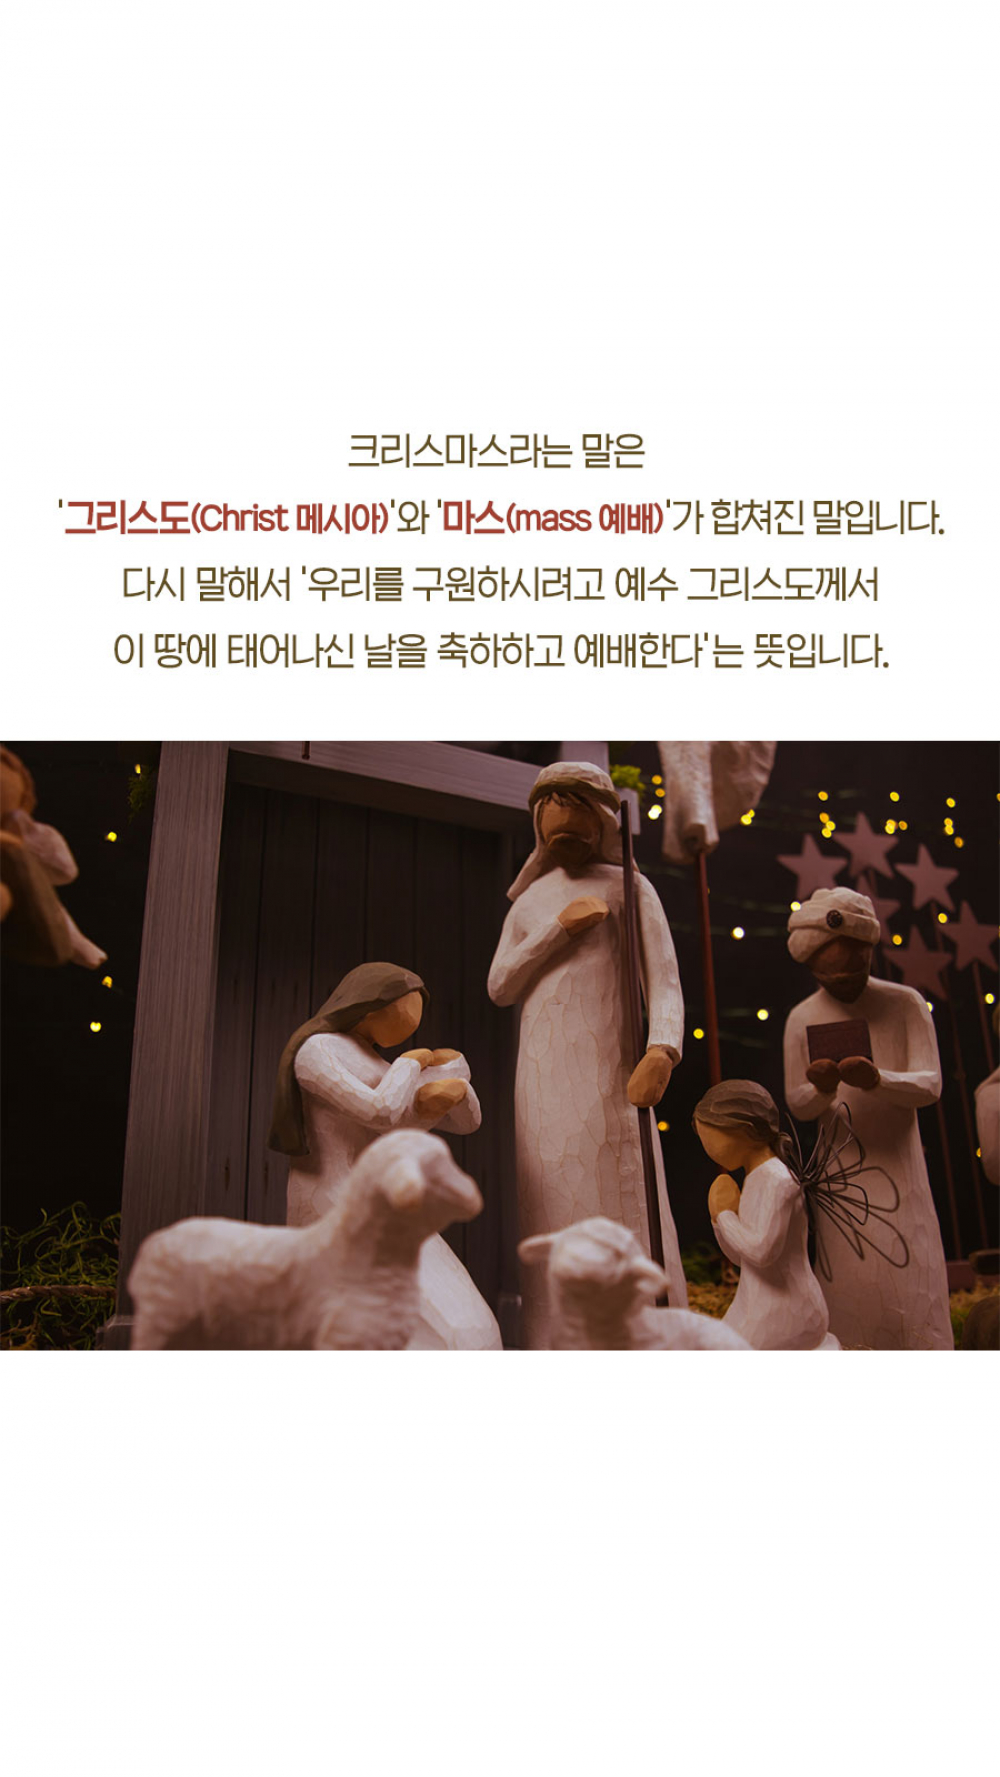 크리스마스라는 말은
'그리스도(Christ 메시아)'와 '마스(mass 예배)'가 합쳐진 말입니다.
다시 말해서 '우리를 구원하시려고 예수 그리스도께서
이 땅에 태어나신 날을 축하하고 예배한다'는 뜻입니다.